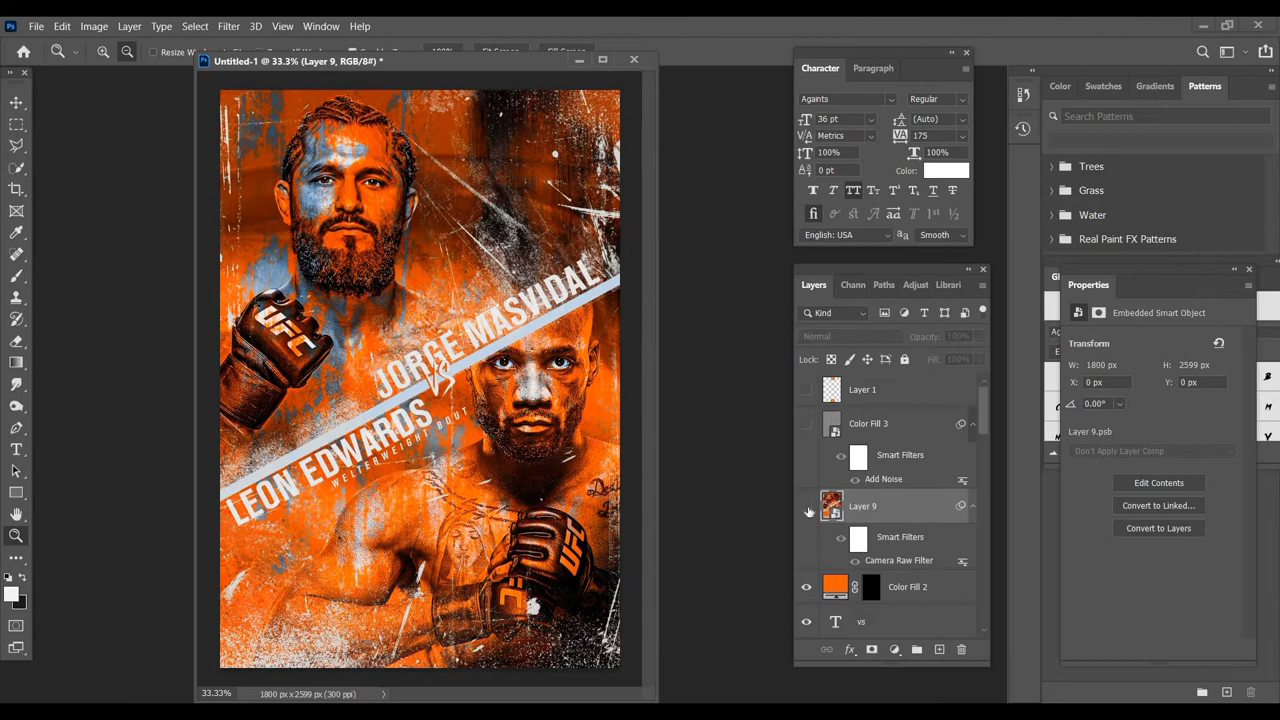 Ps File Edit Image Layer Type Select Filter 3D View Window Help
Resize
Untitled-1 @ 33.3% (Layer 9, RGB/8#) *
JORGE MASVIDAL
VS
LEON EDWARDS
WELTERWEIGHT BOUT
UFC
UFC
33.33% 1800 px x 2599 px (300 ppi)
Character Paragraph
Againts Regular
36 pt (Auto)
Metrics 175
100% 100%
0 pt Color:
English: USA Smooth
Layers Chann Paths Adjust Librari
Kind
Normal Opacity: 100%
Lock: Fill: 100%
Layer 1
Color Fill 3
Smart Filters
Add Noise
Layer 9
Smart Filters
Camera Raw Filter
Color Fill 2
vs
Color Swatches Gradients Patterns
Search Patterns
Trees
Grass
Water
Real Paint FX Patterns
Properties
Embedded Smart Object
Transform
W: 1800 px H: 2599 px
X: 0 px Y: 0 px
0.00°
Layer 9.psb
Don't Apply Layer Comp
Edit Contents
Convert to Linked...
Convert to Layers